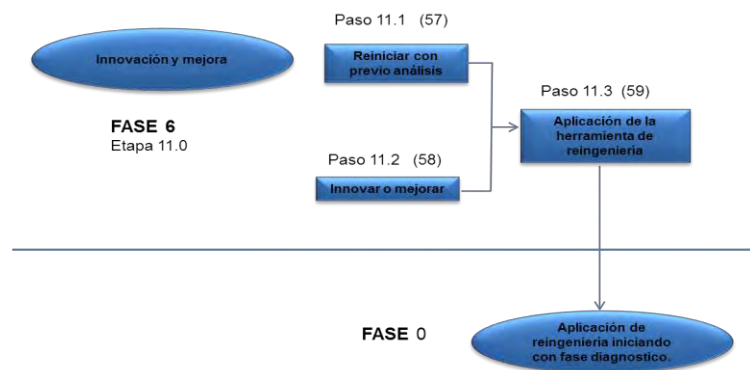 Paso 11.1 (57)
Innovación y mejora
Reiniciar con
previo análisis
Paso 11.3 (59)
FASE 6
Etapa 11.0
Aplicación de la
herramienta de
reingenieria
Paso 11.2 (58)
Innovar o mejorar
FASE 0
Aplicación de
reingenieria iniciando
con fase diagnostico.